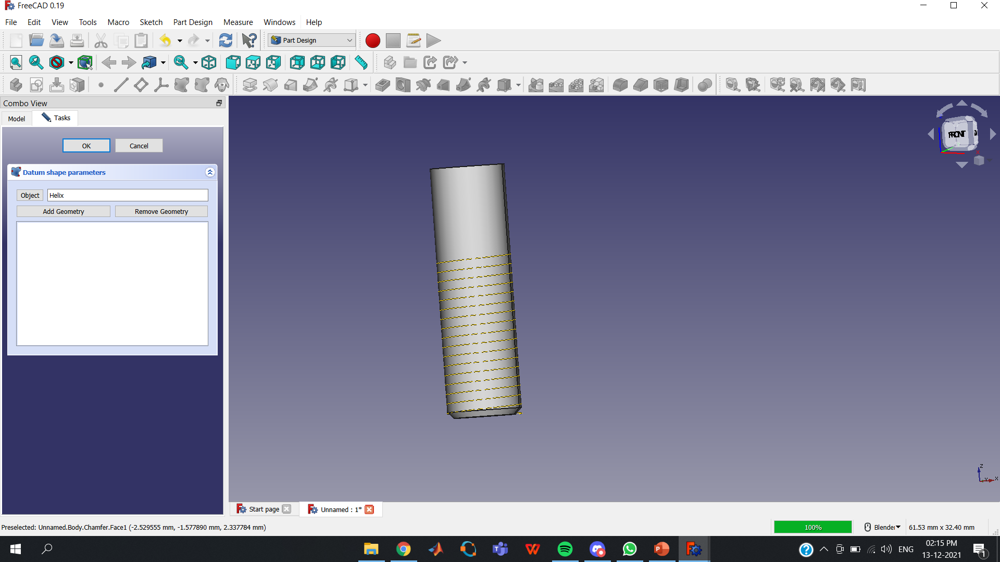 FreeCAD 0.19
File Edit View Tools Macro Sketch Part Design Measure Windows Help
Part Design
Combo View
Model Tasks
OK Cancel
Datum shape parameters
Object Helix
Add Geometry Remove Geometry
FRONT
Z
Y X
Start page Unnamed : 1*
Preselected: Unnamed.Body.Chamfer.Face1 (-2.529555 mm, -1.577890 mm, 2.337784 mm)
100% Blender 61.53 mm x 32.40 mm
ENG 02:15 PM
13-12-2021
1